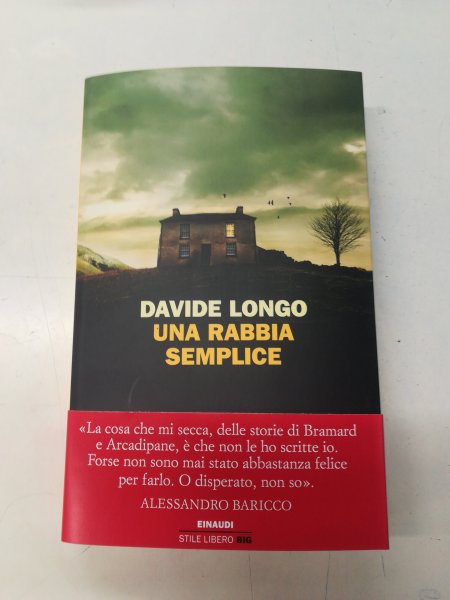 DAVIDE LONGO
UNA RABBIA
SEMPLICE
«La cosa che mi secca, delle storie di Bramard
e Arcadipane, è che non le ho scritte io.
Forse non sono mai stato abbastanza felice
per farlo. O disperato, non so».
ALESSANDRO BARICCO
EINAUDI
STILE LIBERO BIG